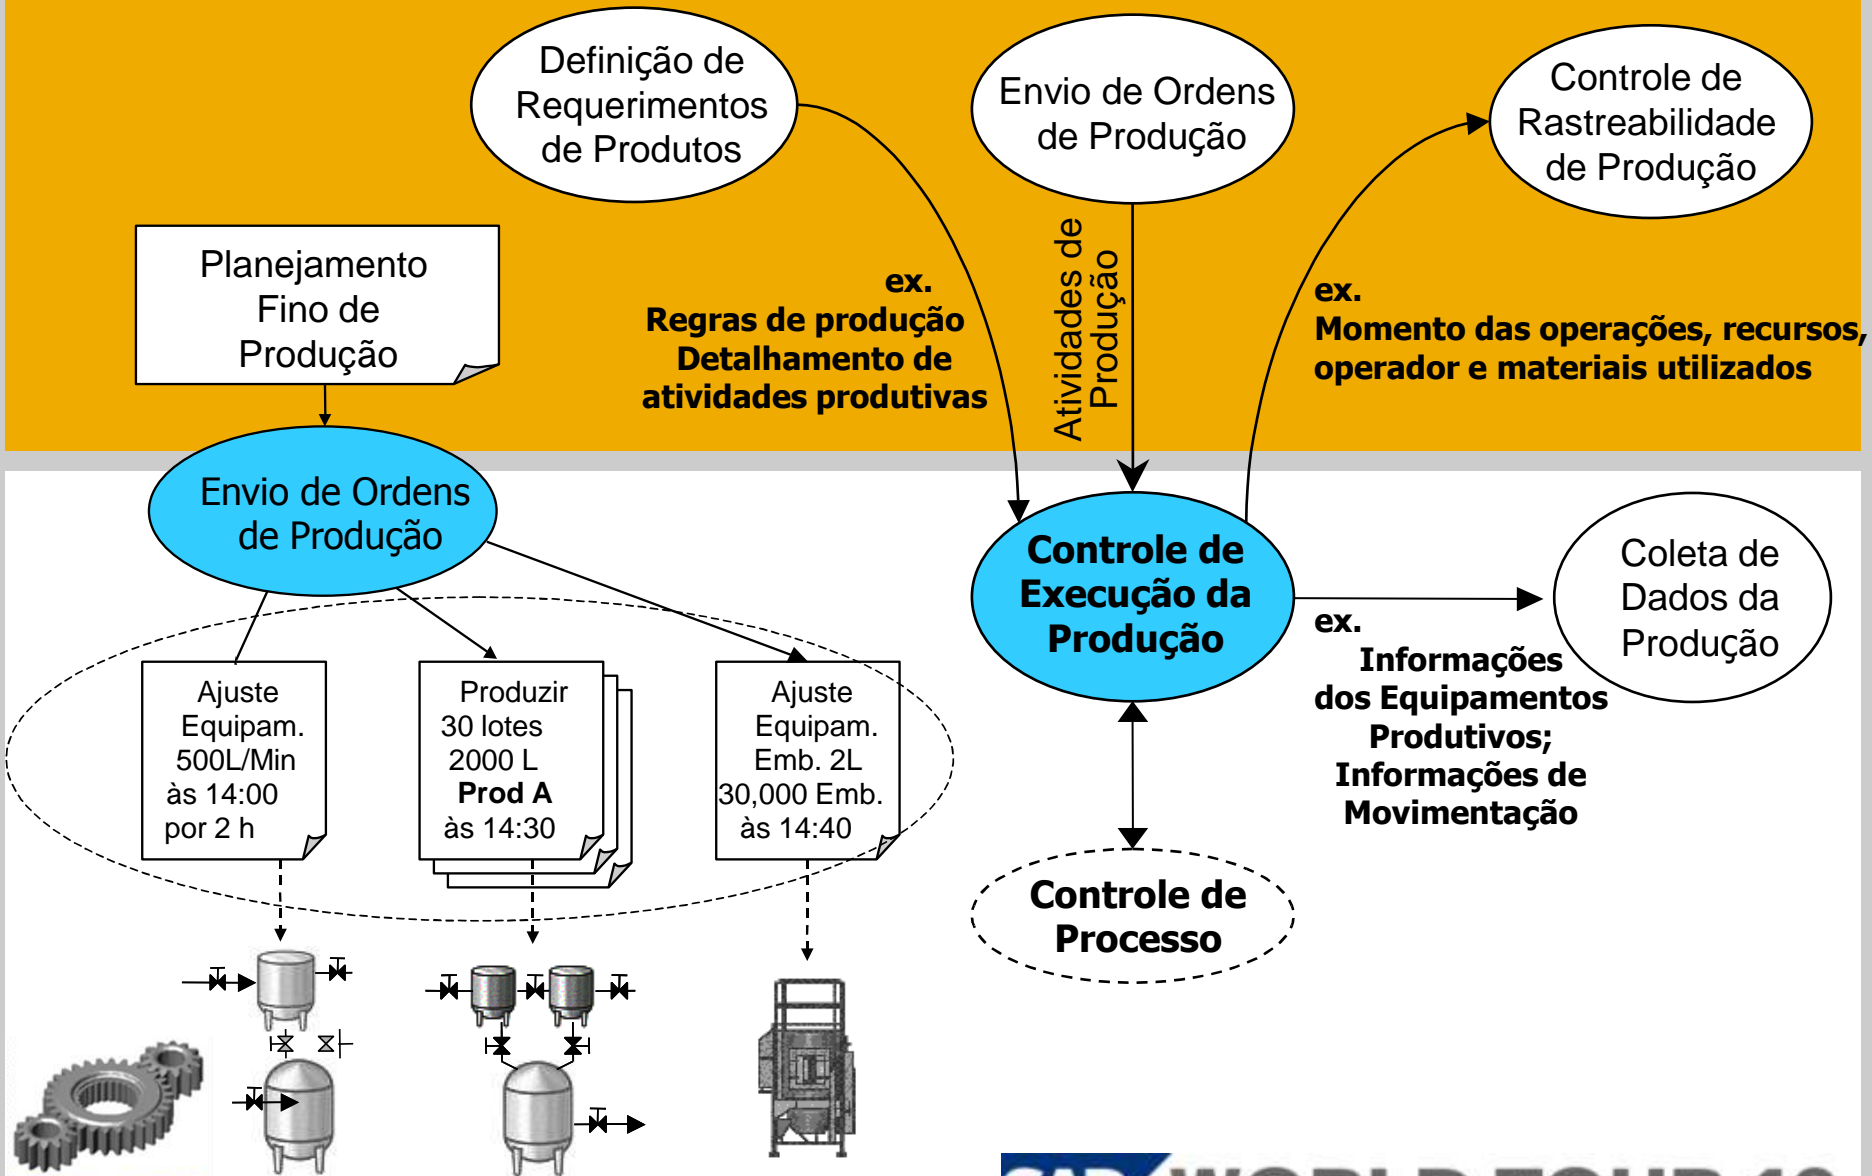 Definição de
Requerimentos
de Produtos
Envio de Ordens
de Produção
Controle de
Rastreabilidade
de Produção
Planejamento
Fino de
Produção
ex.
Regras de produção
Detalhamento de
atividades produtivas
Atividades de
Produção
ex.
Momento das operações, recursos,
operador e materiais utilizados
Envio de Ordens
de Produção
Controle de
Execução da
Produção
Coleta de
Dados da
Produção
ex.
Informações
dos Equipamentos
Produtivos;
Informações de
Movimentação
Ajuste
Equipam.
500L/Min
às 14:00
por 2 h
Produzir
30 lotes
2000 L
Prod A
às 14:30
Ajuste
Equipam.
Emb. 2L
30,000 Emb.
às 14:40
Controle de
Processo
SAP WORLD TOUR